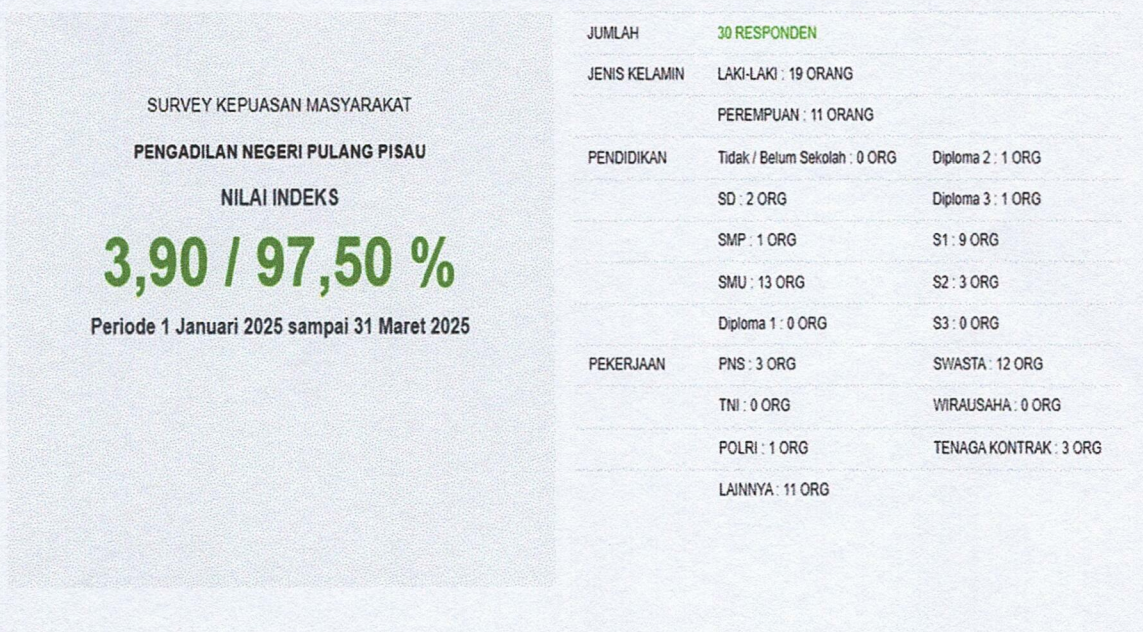 SURVEY KEPUASAN MASYARAKAT
PENGADILAN NEGERI PULANG PISAU
NILAI INDEKS
3,90 / 97,50 %
Periode 1 Januari 2025 sampai 31 Maret 2025
JUMLAH 30 RESPONDEN
JENIS KELAMIN LAKI-LAKI : 19 ORANG
PEREMPUAN : 11 ORANG
PENDIDIKAN Tidak / Belum Sekolah : 0 ORG Diploma 2 : 1 ORG
SD : 2 ORG Diploma 3 : 1 ORG
SMP : 1 ORG S1 : 9 ORG
SMU : 13 ORG S2 : 3 ORG
Diploma 1 : 0 ORG S3 : 0 ORG
PEKERJAAN PNS : 3 ORG SWASTA : 12 ORG
TNI : 0 ORG WIRAUSAHA : 0 ORG
POLRI : 1 ORG TENAGA KONTRAK : 3 ORG
LAINNYA : 11 ORG